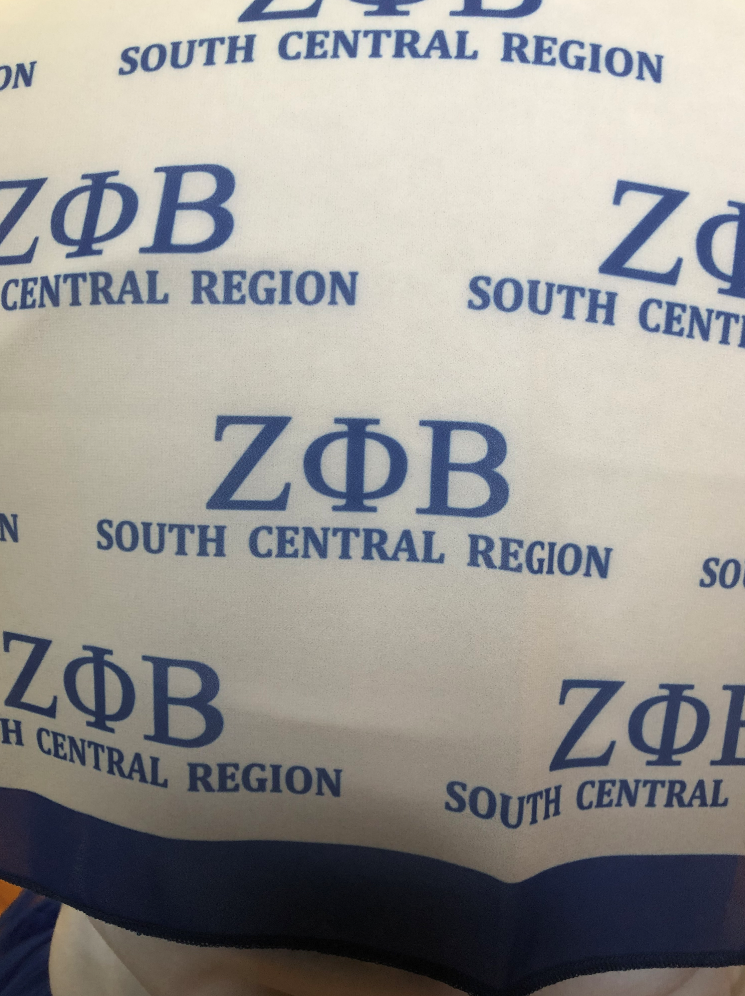 ΖΦΒ
SOUTH CENTRAL REGION
ΖΦΒ
CENTRAL REGION
ΖΦ
SOUTH
ΖΦΒ
SOUTH CENTRAL REGION
ΖΦΒ
CENTRAL REGION
ΖΦΒ
SOUTH CENTRAL